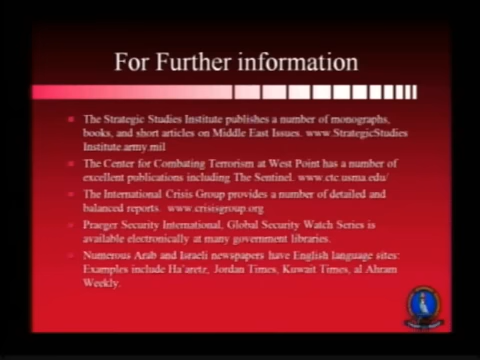 For Further information
The Strategic Studies Institute publishes a number of monographs,
books, and short articles on Middle East Issues. www.StrategicStudies
Institute.army.mil
The Center for Combating Terrorism at West Point has a number of
excellent publications including The Sentinel. www.ctc.usma.edu/
The International Crisis Group provides a number of detailed and
balanced reports. www.crisisgroup.org
Praeger Security International, Global Security Watch Series is
available electronically at many government libraries.
Numerous Arab and Israeli newspapers have English language sites:
Examples include Ha'aretz, Jordan Times, Kuwait Times, al Ahram
Weekly.